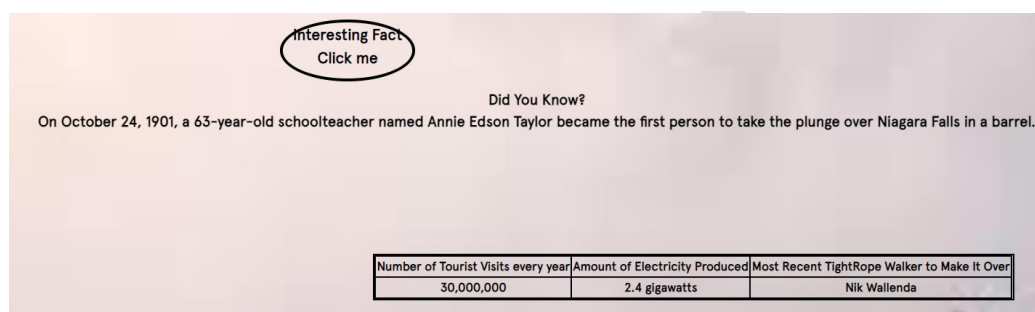 Interesting Fact
Click me
Did You Know?
On October 24, 1901, a 63-year-old schoolteacher named Annie Edson Taylor became the first person to take the plunge over Niagara Falls in a barrel.
Number of Tourist Visits every year Amount of Electricity Produced Most Recent TightRope Walker to Make It Over
30,000,000 2.4 gigawatts Nik Wallenda